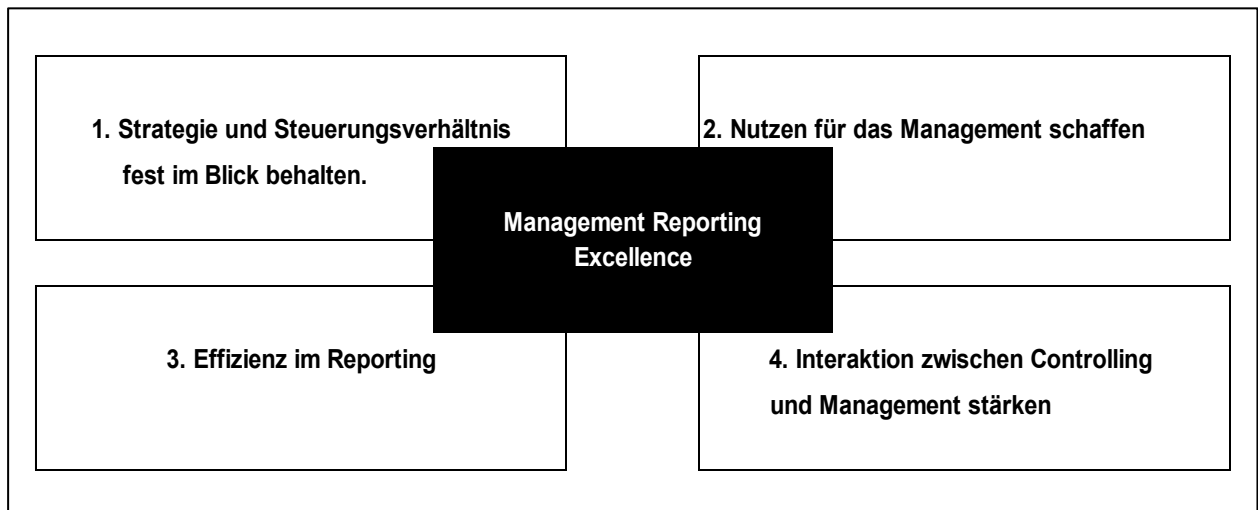 1. Strategie und Steuerungsverhältnis
fest im Blick behalten.
2. Nutzen für das Management schaffen
Management Reporting
Excellence
3. Effizienz im Reporting
4. Interaktion zwischen Controlling
und Management stärken